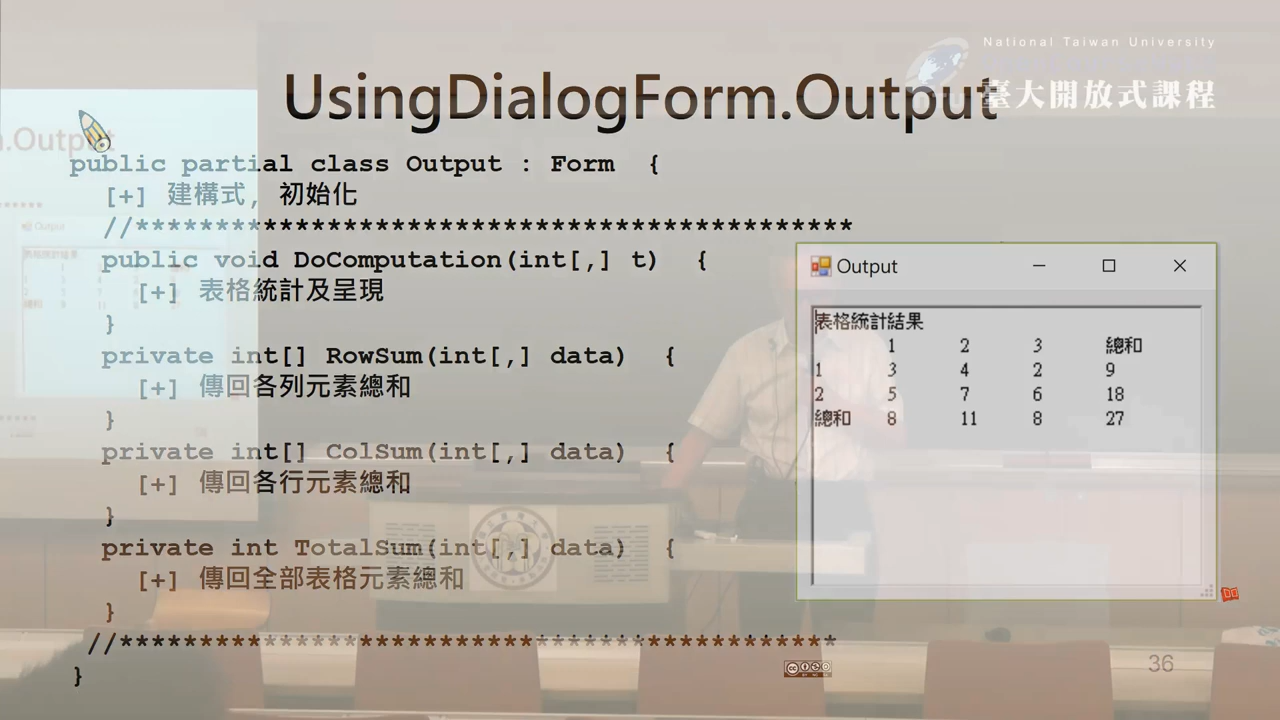 National Taiwan University
臺大開放式課程
UsingDialogForm.Output
public partial class Output : Form {
[+] 建構式, 初始化
//*********************************************
public void DoComputation(int[,] t) {
[+] 表格統計及呈現
}
private int[] RowSum(int[,] data) {
[+] 傳回各列元素總和
}
private int[] ColSum(int[,] data) {
[+] 傳回各行元素總和
}
private int TotalSum(int[,] data) {
[+] 傳回全部表格元素總和
}
//*********************************************
}
Output
表格統計結果
1 2 3 總和
1 3 4 2 9
2 5 7 6 18
總和 8 11 8 27
36
n.Output